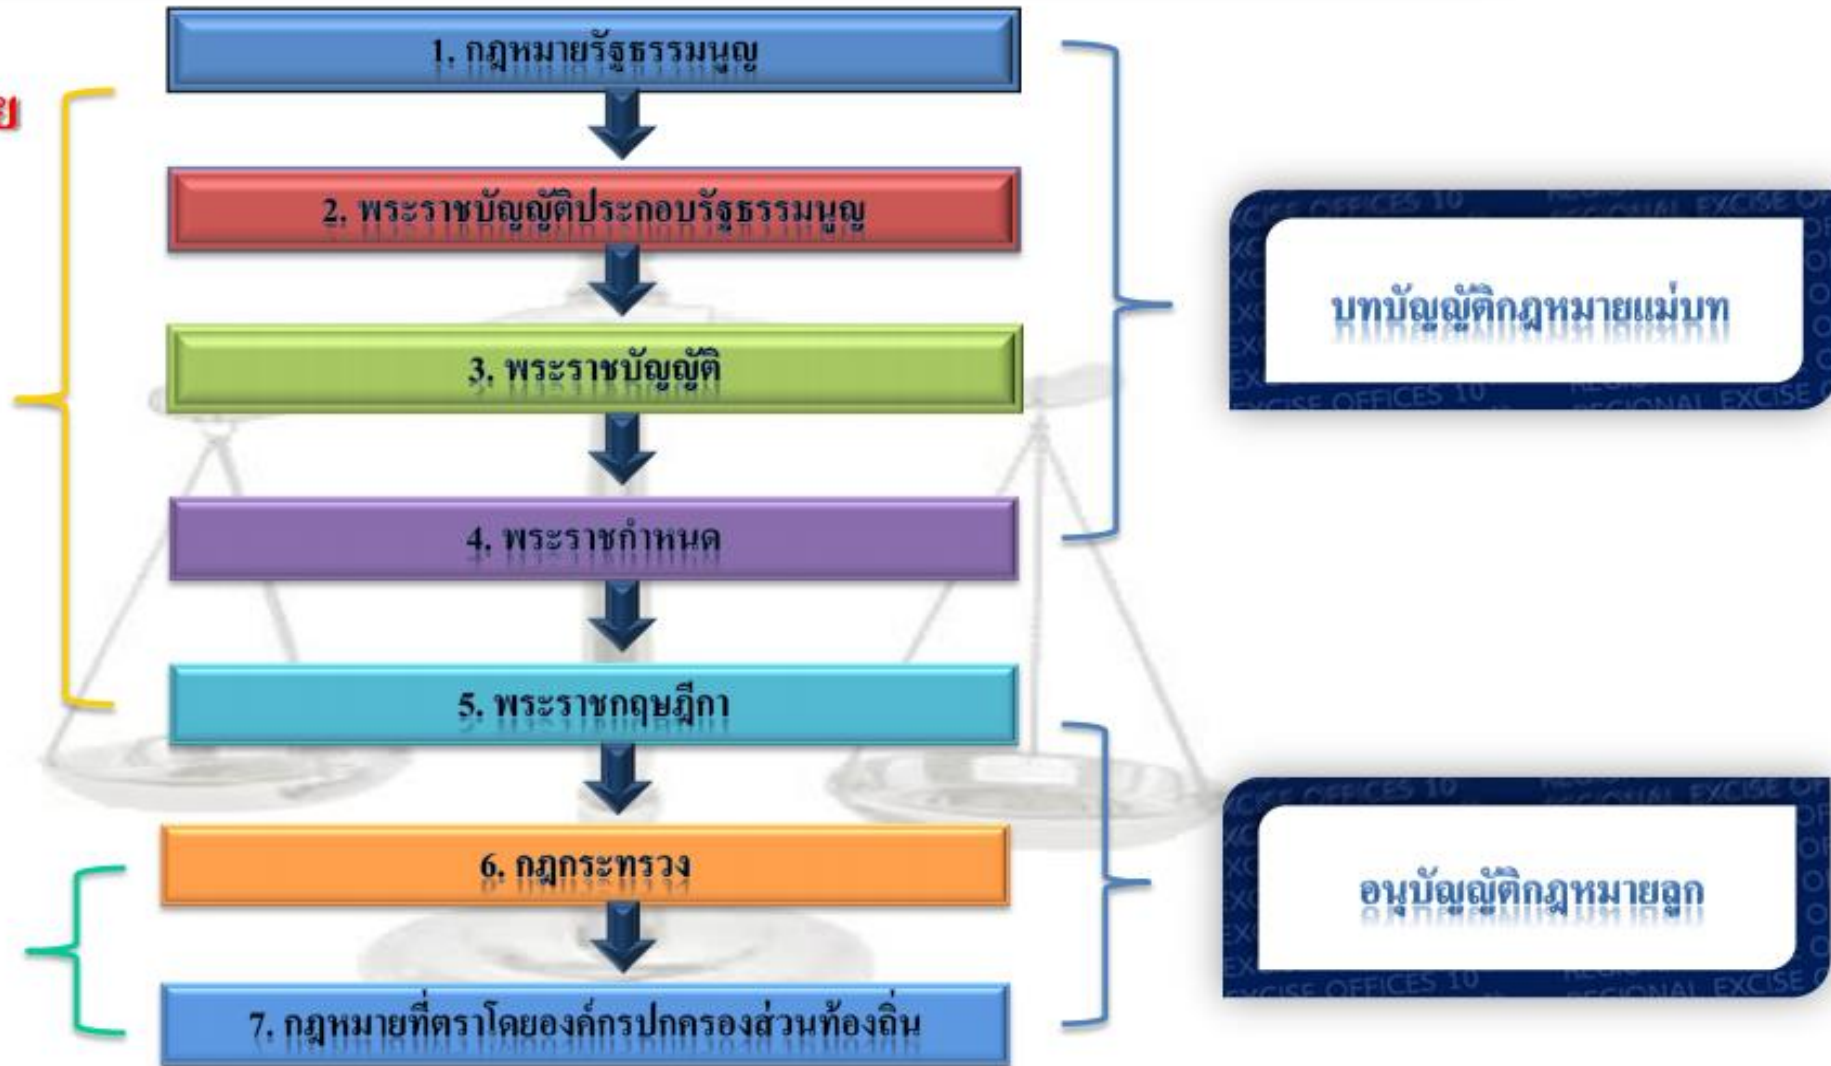 1. กฎหมายรัฐธรรมนูญ
2. พระราชบัญญัติประกอบรัฐธรรมนูญ
บทบัญญัติกฎหมายแม่บท
3. พระราชบัญญัติ
4. พระราชกำหนด
5. พระราชกฤษฎีกา
6. กฎกระทรวง
อนุบัญญัติกฎหมายลูก
7. กฎหมายที่ตราโดยองค์กรปกครองส่วนท้องถิ่น